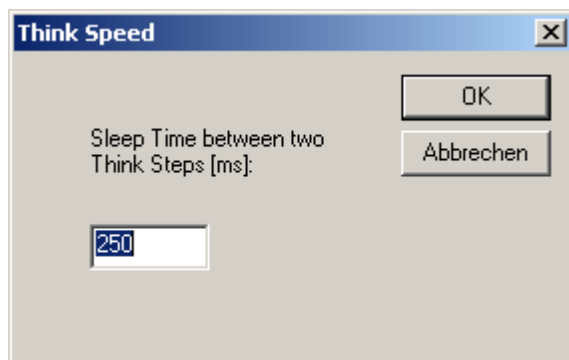 Think Speed
OK
Sleep Time between two
Think Steps [ms]:
Abbrechen
250